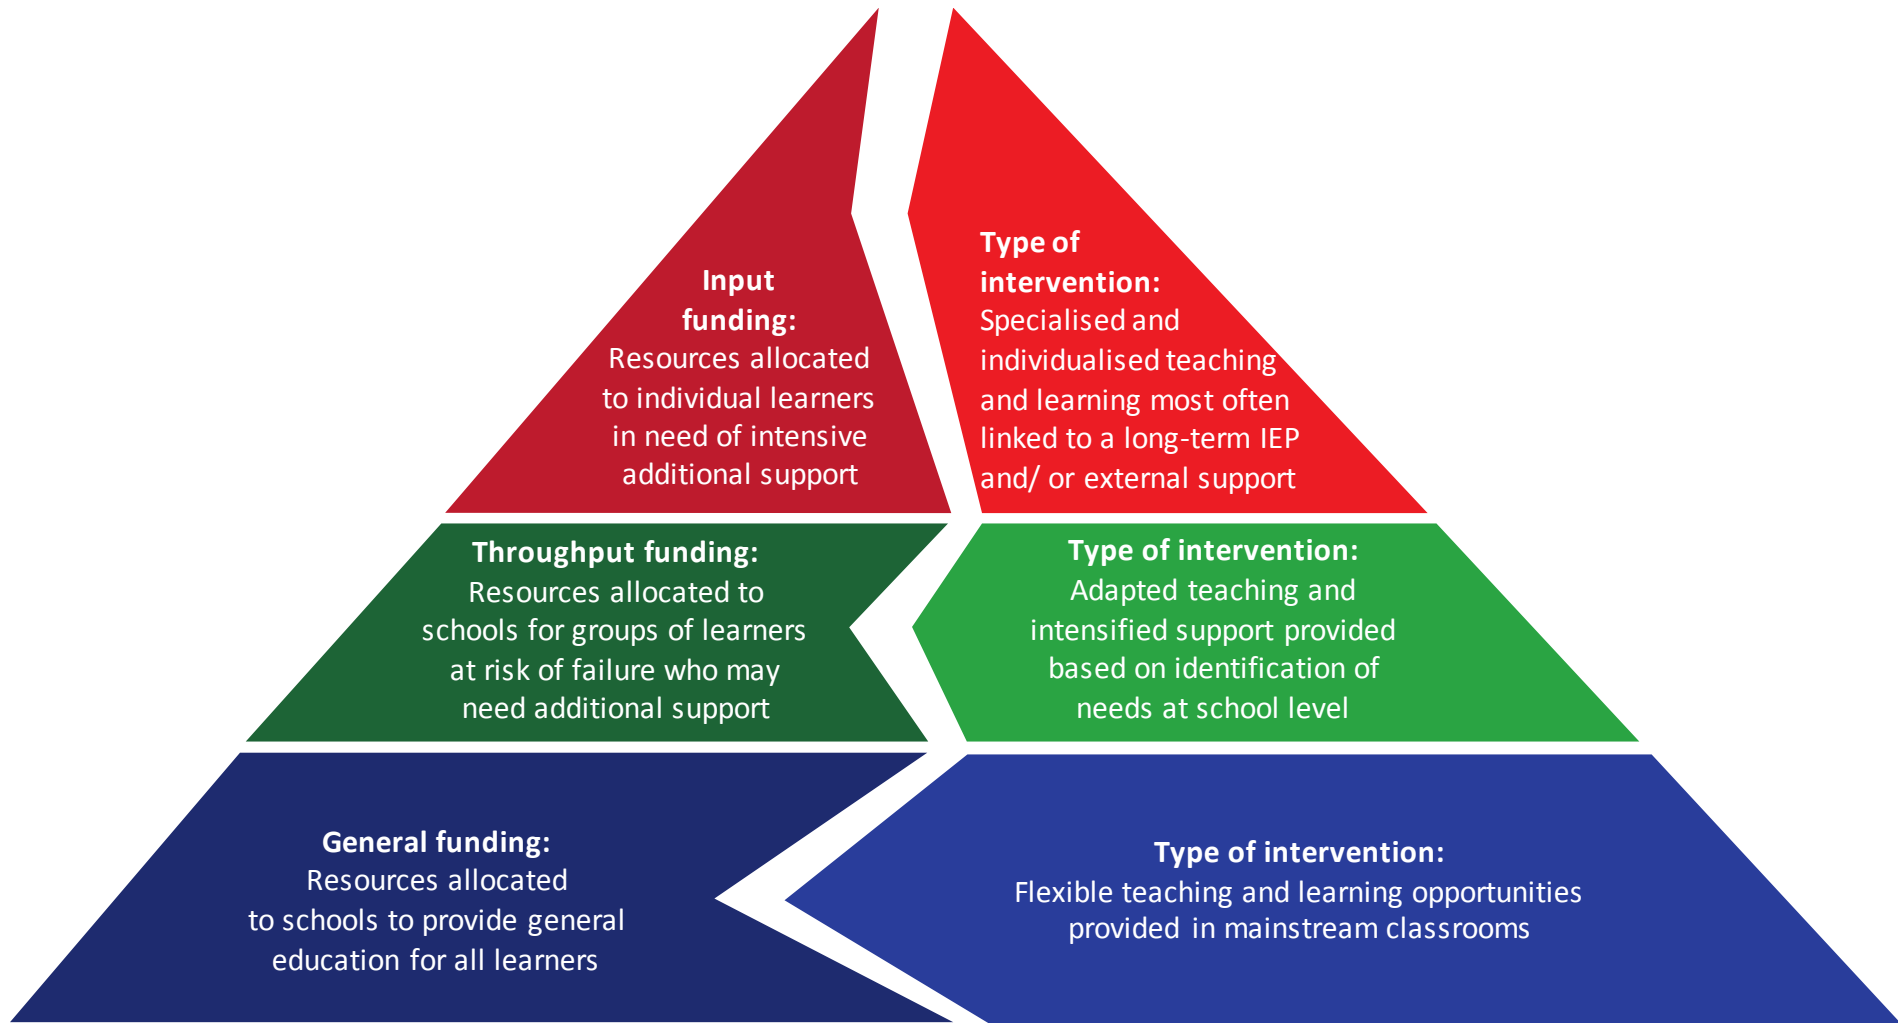 Input
funding:
Resources allocated
to individual learners
in need of intensive
additional support
Type of
intervention:
Specialised and
individualised teaching
and learning most often
linked to a long-term IEP
and/ or external support
Throughput funding:
Resources allocated to
schools for groups of learners
at risk of failure who may
need additional support
Type of intervention:
Adapted teaching and
intensified support provided
based on identification of
needs at school level
General funding:
Resources allocated
to schools to provide general
education for all learners
Type of intervention:
Flexible teaching and learning opportunities
provided in mainstream classrooms